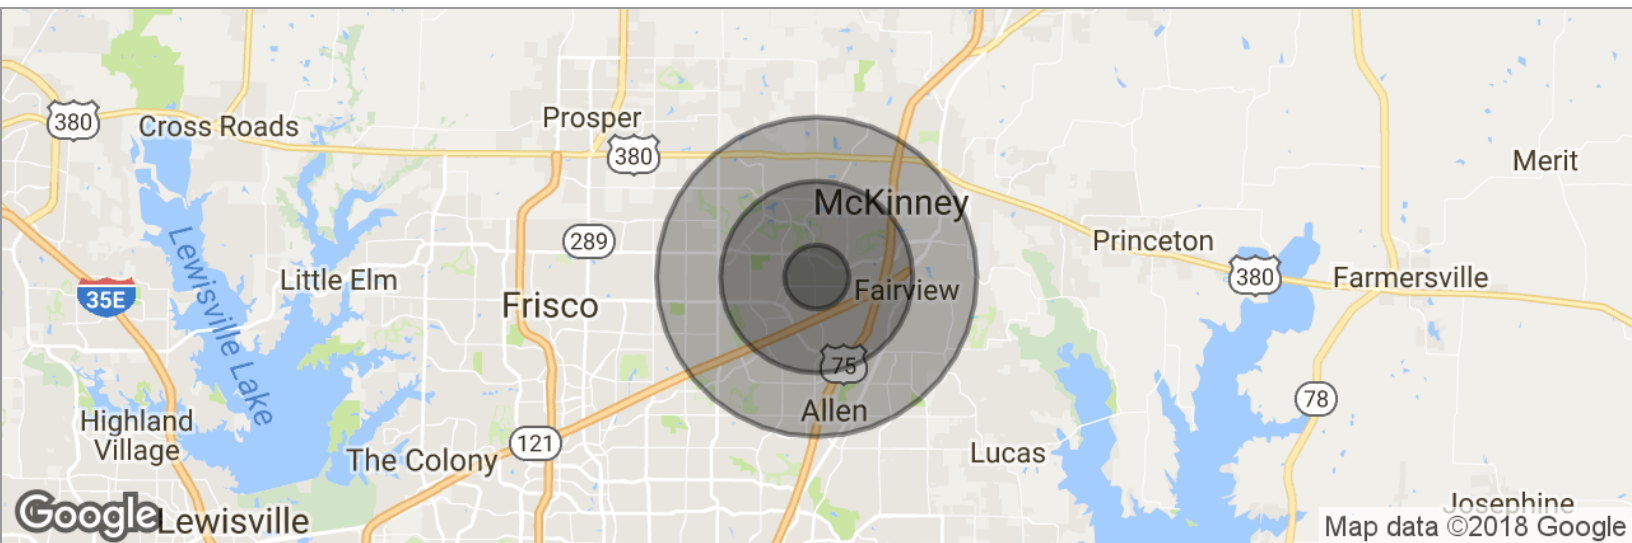 380
Cross Roads
Prosper
380
Merit
McKinney
289
Princeton
Lewisville Lake
35E
Little Elm
Frisco
Fairview
380
Farmersville
75
78
Highland
Village
Allen
121
The Colony
Lucas
Google
Lewisville
Josephine
Map data ©2018 Google